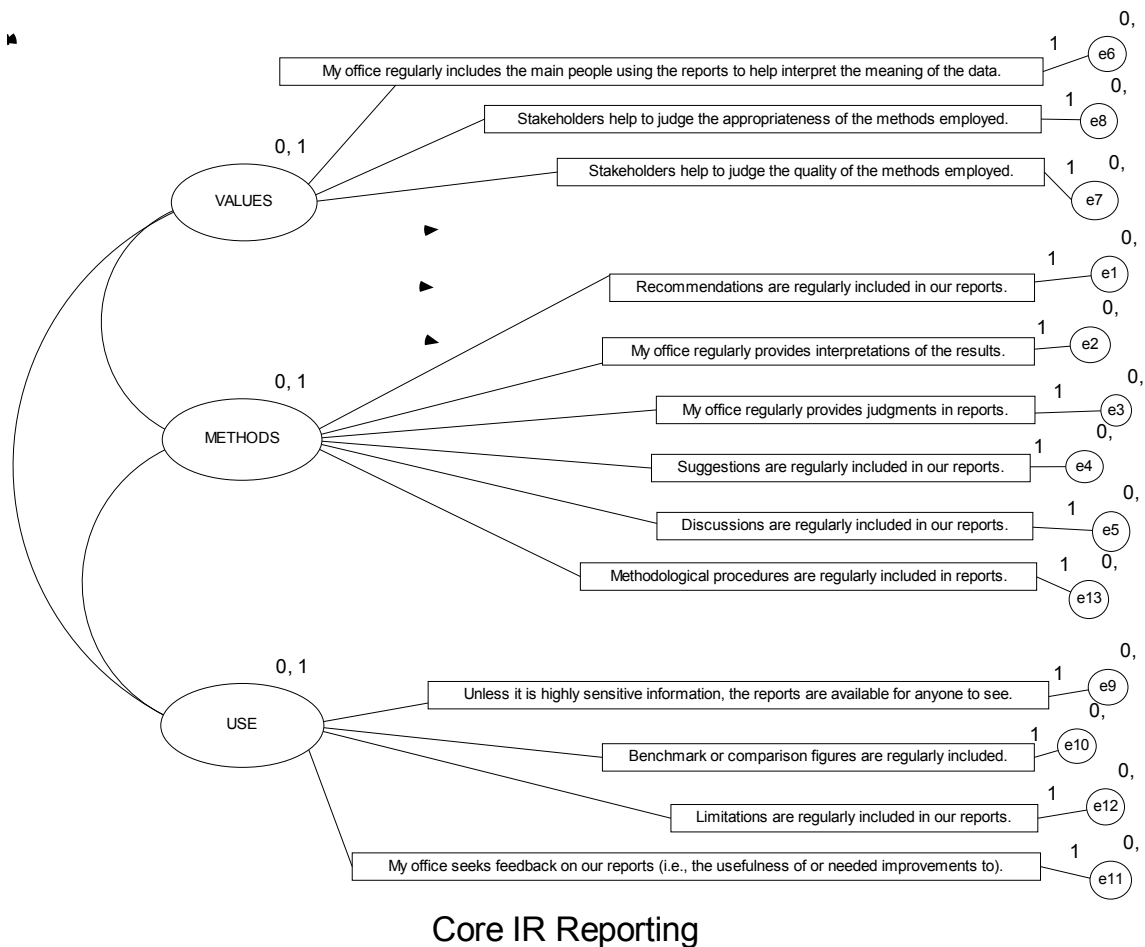 0,
1
e6
My office regularly includes the main people using the reports to help interpret the meaning of the data.
0,
1
Stakeholders help to judge the appropriateness of the methods employed.
e8
0, 1
0,
1
Stakeholders help to judge the quality of the methods employed.
VALUES
e7
0,
1
Recommendations are regularly included in our reports.
e1
0,
1
My office regularly provides interpretations of the results.
e2
0, 1
0,
1
My office regularly provides judgments in reports.
e3
METHODS
0,
1
Suggestions are regularly included in our reports.
e4
0,
1
Discussions are regularly included in our reports.
e5
0,
1
Methodological procedures are regularly included in reports.
e13
0, 1
0,
1
Unless it is highly sensitive information, the reports are available for anyone to see.
e9
USE
0,
1
Benchmark or comparison figures are regularly included.
e10
0,
1
Limitations are regularly included in our reports.
e12
0,
1
My office seeks feedback on our reports (i.e., the usefulness of or needed improvements to).
e11
Core IR Reporting